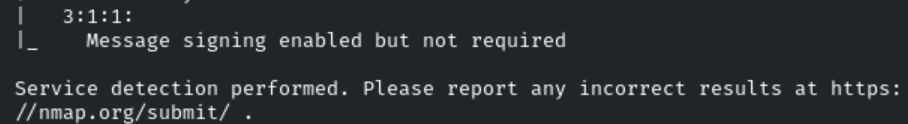 |   3:1:1:
|_    Message signing enabled but not required
Service detection performed. Please report any incorrect results at https:
//nmap.org/submit/ .